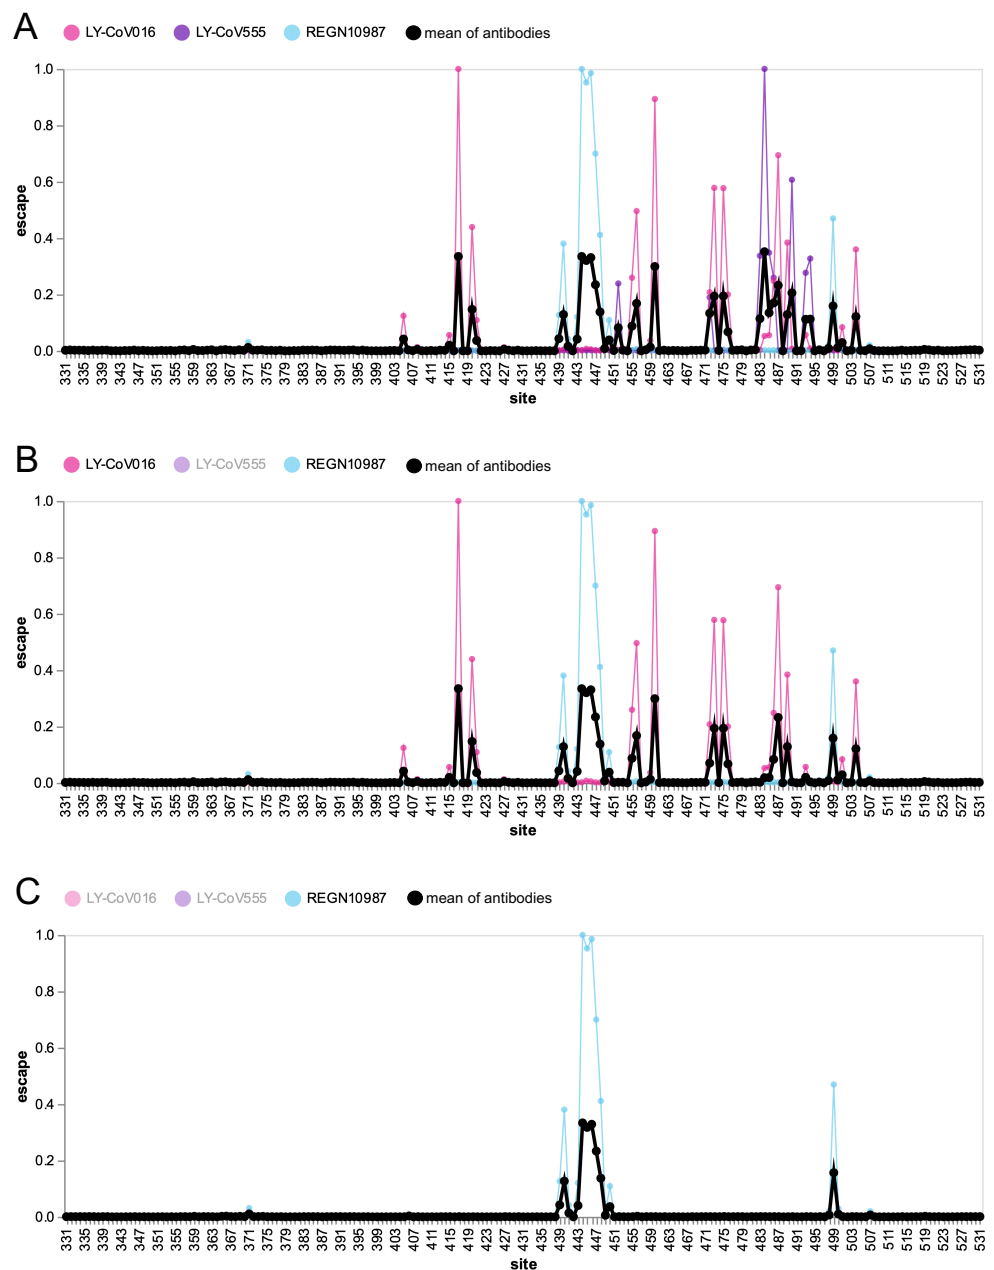 A
LY-CoV016 LY-CoV555 REGN10987 mean of antibodies
1.0
0.8
0.6
0.4
0.2
0.0
escape
331 335 339 343 347 351 355 359 363 367 371 375 379 383 387 391 395 399 403 407 411 415 419 423 427 431 435 439 443 447 451 455 459 463 467 471 475 479 483 487 491 495 499 503 507 511 515 519 523 527 531
site
B
LY-CoV016 LY-CoV555 REGN10987 mean of antibodies
1.0
0.8
0.6
0.4
0.2
0.0
escape
331 335 339 343 347 351 355 359 363 367 371 375 379 383 387 391 395 399 403 407 411 415 419 423 427 431 435 439 443 447 451 455 459 463 467 471 475 479 483 487 491 495 499 503 507 511 515 519 523 527 531
site
C
LY-CoV016 LY-CoV555 REGN10987 mean of antibodies
1.0
0.8
0.6
0.4
0.2
0.0
escape
331 335 339 343 347 351 355 359 363 367 371 375 379 383 387 391 395 399 403 407 411 415 419 423 427 431 435 439 443 447 451 455 459 463 467 471 475 479 483 487 491 495 499 503 507 511 515 519 523 527 531
site